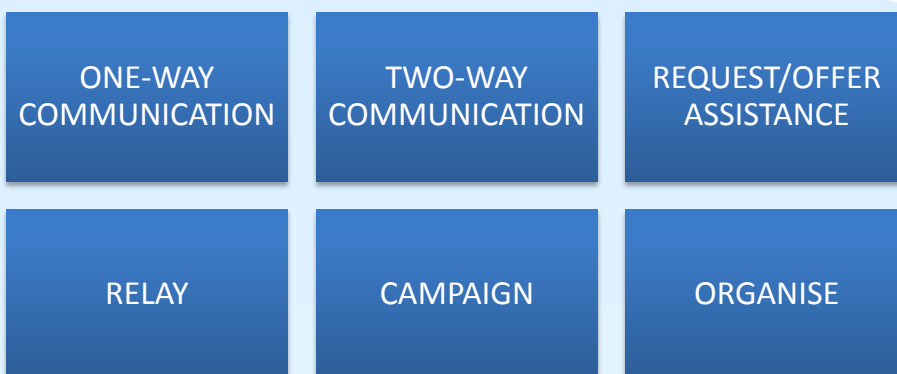 ONE-WAY
COMMUNICATION
TWO-WAY
COMMUNICATION
REQUEST/OFFER
ASSISTANCE
RELAY
CAMPAIGN
ORGANISE